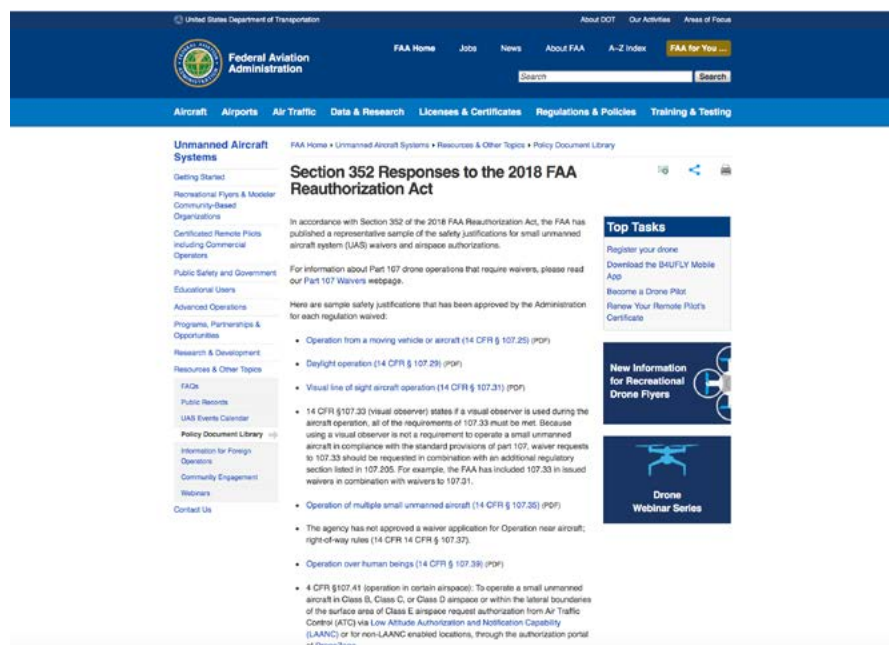 United States Department of Transportation
About DOT Our Activities Areas of Focus
Federal Aviation
Administration
FAA Home Jobs News About FAA A–Z Index FAA for You ...
Search Search
Aircraft Airports Air Traffic Data & Research Licenses & Certificates Regulations & Policies Training & Testing
Unmanned Aircraft
Systems
Getting Started
Recreational Flyers & Modeler
Community-Based
Organizations
Certificated Remote Pilots
including Commercial
Operators
Public Safety and Government
Educational Users
Advanced Operations
Programs, Partnerships &
Opportunities
Research & Development
Resources & Other Topics
FAQs
Public Records
UAS Events Calendar
Policy Document Library
Information for Foreign
Operators
Community Engagement
Webinars
Contact Us
FAA Home • Unmanned Aircraft Systems • Resources & Other Topics • Policy Document Library
Section 352 Responses to the 2018 FAA
Reauthorization Act
In accordance with Section 352 of the 2018 FAA Reauthorization Act, the FAA has
published a representative sample of the safety justifications for small unmanned
aircraft system (UAS) waivers and airspace authorizations.
For information about Part 107 drone operations that require waivers, please read
our Part 107 Waivers webpage.
Here are sample safety justifications that has been approved by the Administration
for each regulation waived:
• Operation from a moving vehicle or aircraft (14 CFR § 107.25) (PDF)
• Daylight operation (14 CFR § 107.29) (PDF)
• Visual line of sight aircraft operation (14 CFR § 107.31) (PDF)
• 14 CFR §107.33 (visual observer) states if a visual observer is used during the
aircraft operation, all of the requirements of 107.33 must be met. Because
using a visual observer is not a requirement to operate a small unmanned
aircraft in compliance with the standard provisions of part 107, waiver requests
to 107.33 should be requested in combination with an additional regulatory
section listed in 107.205. For example, the FAA has included 107.33 in issued
waivers in combination with waivers to 107.31.
• Operation of multiple small unmanned aircraft (14 CFR § 107.35) (PDF)
• The agency has not approved a waiver application for Operation near aircraft;
right-of-way rules (14 CFR 14 CFR § 107.37).
• Operation over human beings (14 CFR § 107.39) (PDF)
• 4 CFR §107.41 (operation in certain airspace): To operate a small unmanned
aircraft in Class B, Class C, or Class D airspace or within the lateral boundaries
of the surface area of Class E airspace request authorization from Air Traffic
Control (ATC) via Low Altitude Authorization and Notification Capability
(LAANC) or for non-LAANC enabled locations, through the authorization portal
Top Tasks
Register your drone
Download the B4UFLY Mobile
App
Become a Drone Pilot
Renew Your Remote Pilot's
Certificate
New Information
for Recreational
Drone Flyers
Drone
Webinar Series